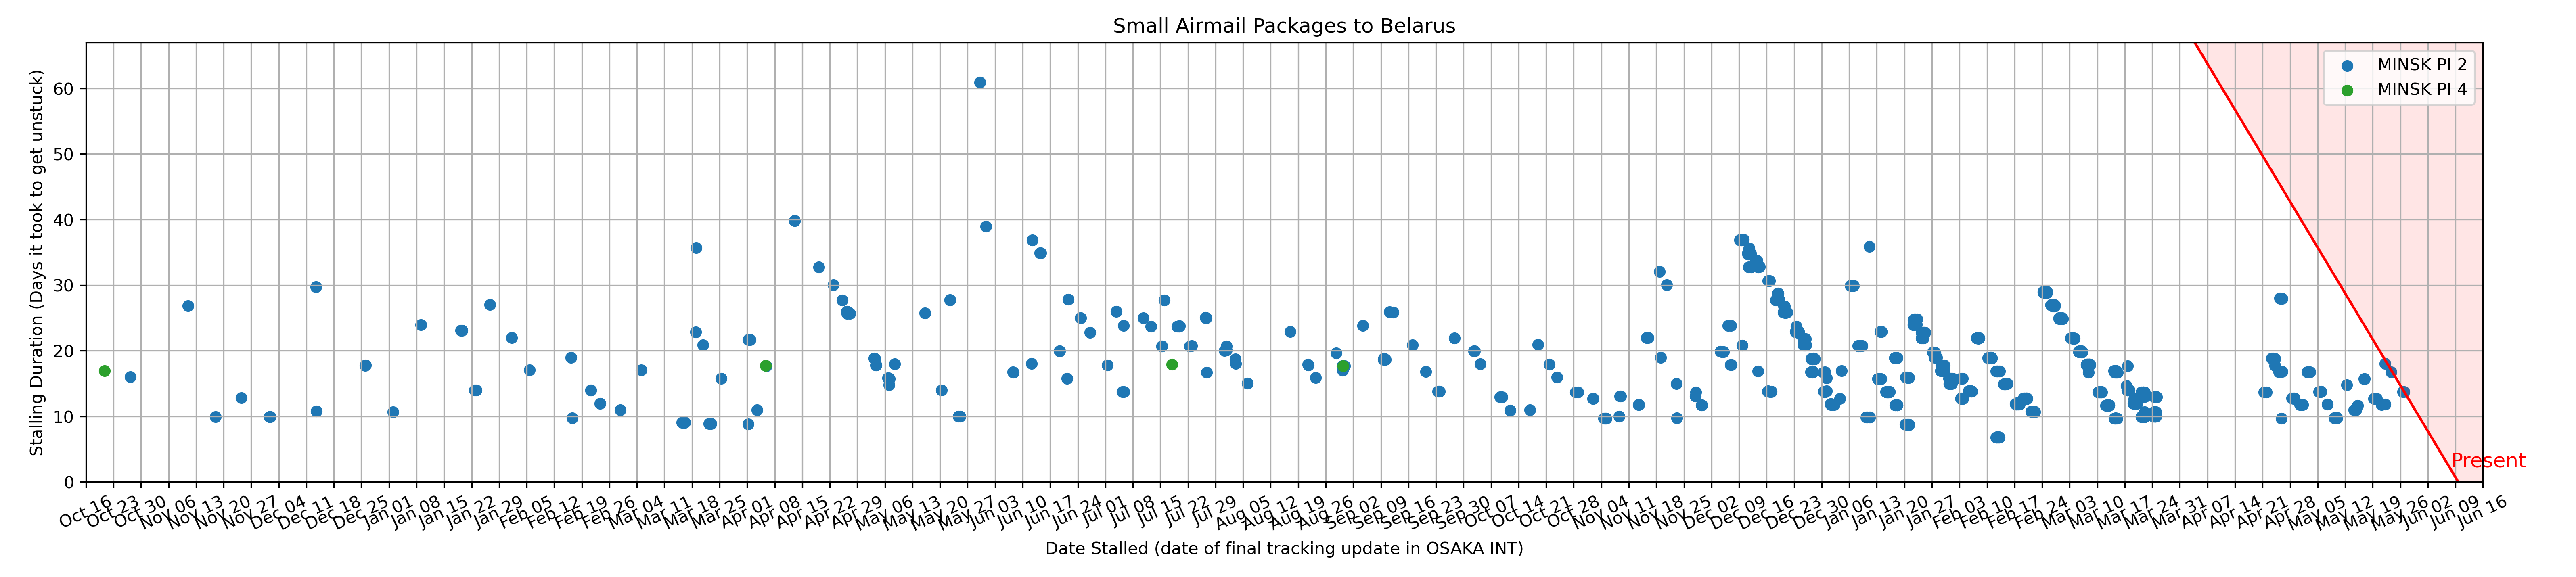 Small Airmail Packages to Belarus
MINSK PI 2
MINSK PI 4
Stalling Duration (Days it took to get unstuck)
60
50
40
30
20
10
0
Present
Oct 16 Oct 23 Oct 30 Nov 06 Nov 13 Nov 20 Nov 27 Dec 04 Dec 11 Dec 18 Dec 25 Jan 01 Jan 08 Jan 15 Jan 22 Jan 29 Feb 05 Feb 12 Feb 19 Feb 26 Mar 04 Mar 11 Mar 18 Mar 25 Apr 01 Apr 08 Apr 15 Apr 22 Apr 29 May 06 May 13 May 20 May 27 Jun 03 Jun 10 Jun 17 Jun 24 Jul 01 Jul 08 Jul 15 Jul 22 Jul 29 Aug 05 Aug 12 Aug 19 Aug 26 Sep 02 Sep 09 Sep 16 Sep 23 Sep 30 Oct 07 Oct 14 Oct 21 Oct 28 Nov 04 Nov 11 Nov 18 Nov 25 Dec 02 Dec 09 Dec 16 Dec 23 Dec 30 Jan 06 Jan 13 Jan 20 Jan 27 Feb 03 Feb 10 Feb 17 Feb 24 Mar 03 Mar 10 Mar 17 Mar 24 Mar 31 Apr 07 Apr 14 Apr 21 Apr 28 May 05 May 12 May 19 May 26 Jun 02 Jun 09 Jun 16
Date Stalled (date of final tracking update in OSAKA INT)